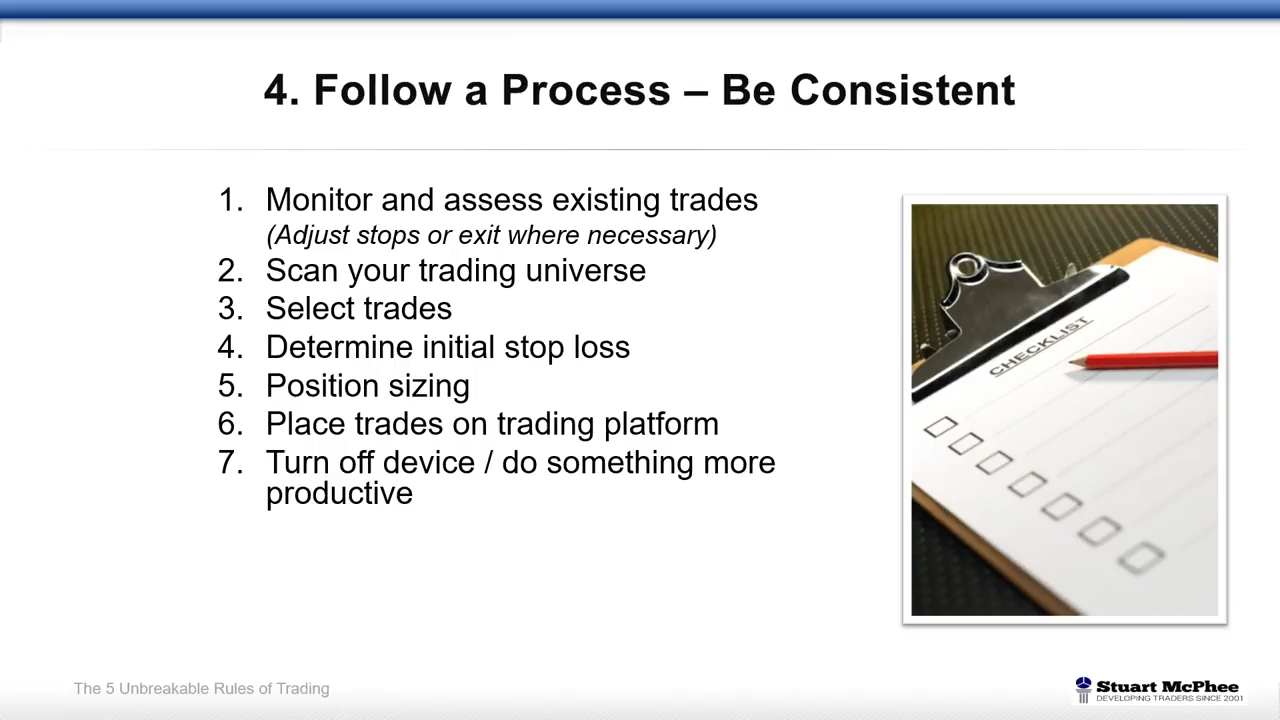 4. Follow a Process – Be Consistent
1. Monitor and assess existing trades
(Adjust stops or exit where necessary)
2. Scan your trading universe
3. Select trades
4. Determine initial stop loss
5. Position sizing
6. Place trades on trading platform
7. Turn off device / do something more
productive
CHECKLIST
The 5 Unbreakable Rules of Trading
Stuart McPhee
DEVELOPING TRADERS SINCE 2001